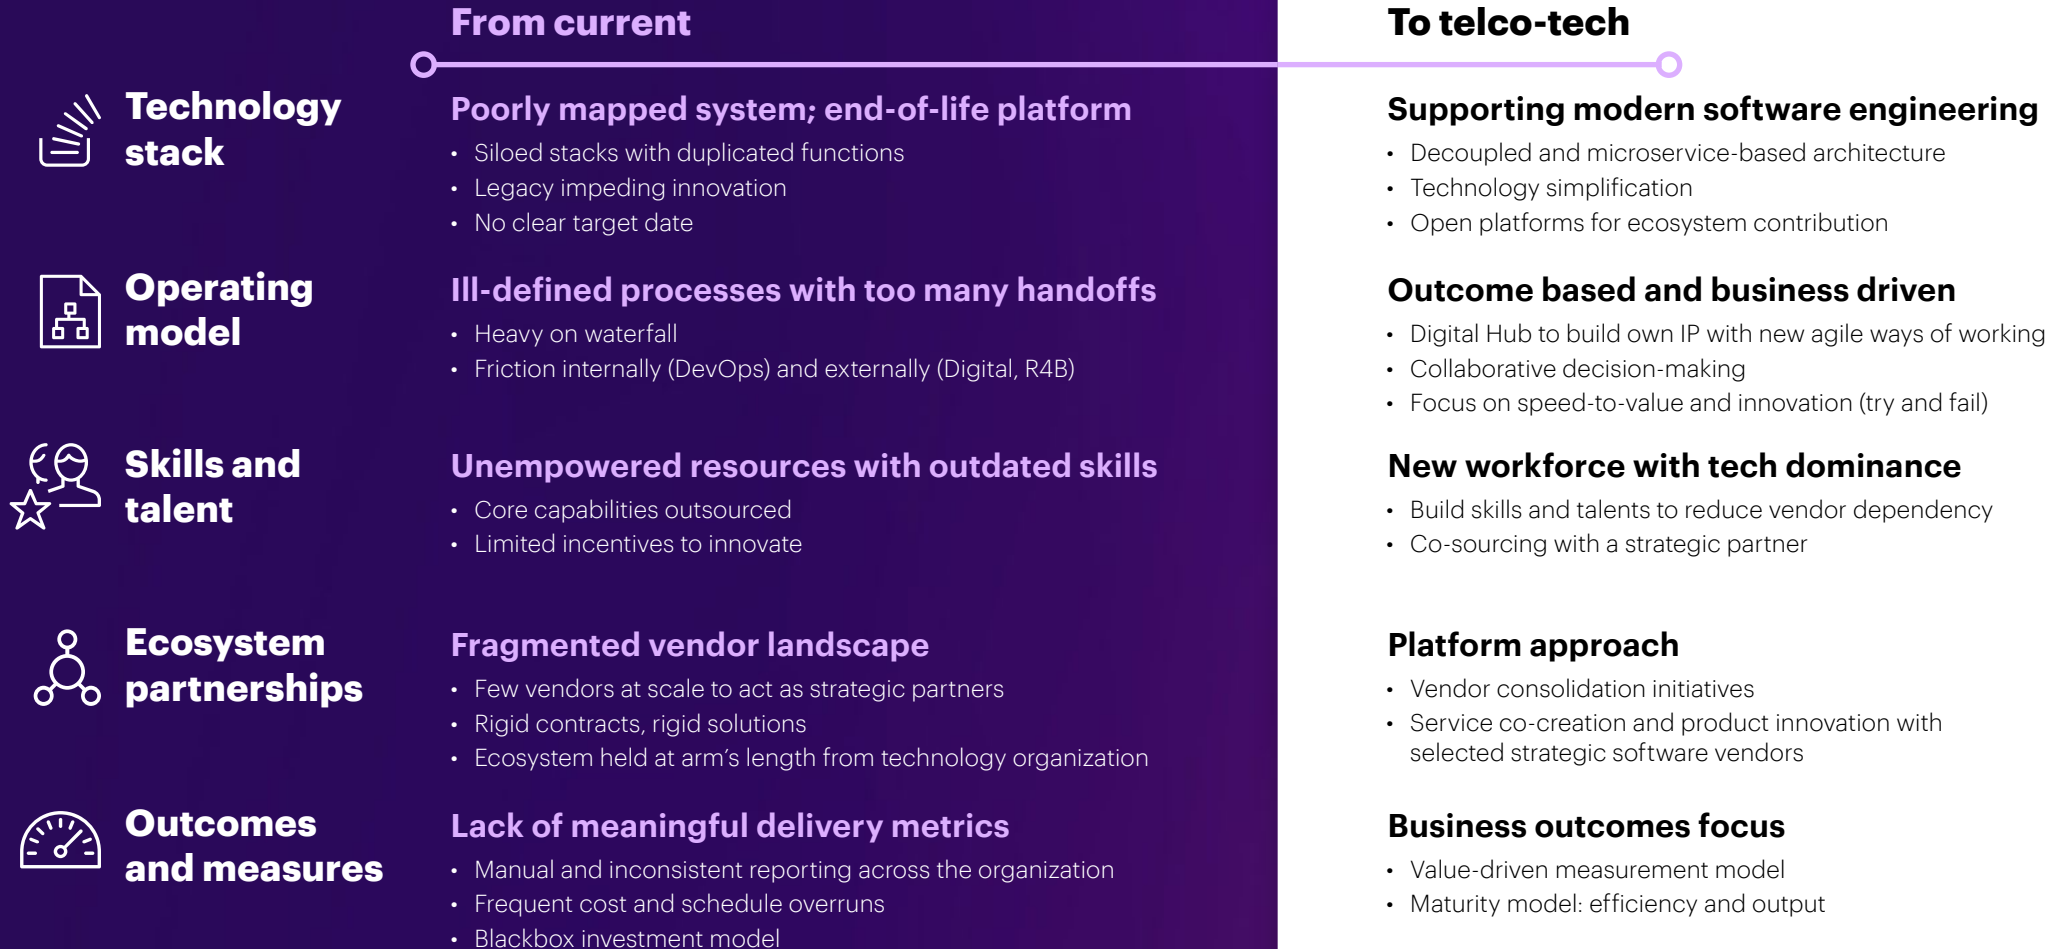 From current
To telco-tech
Technology
stack
Poorly mapped system; end-of-life platform
• Siloed stacks with duplicated functions
• Legacy impeding innovation
• No clear target date
Supporting modern software engineering
• Decoupled and microservice-based architecture
• Technology simplification
• Open platforms for ecosystem contribution
Operating
model
Ill-defined processes with too many handoffs
• Heavy on waterfall
• Friction internally (DevOps) and externally (Digital, R4B)
Outcome based and business driven
• Digital Hub to build own IP with new agile ways of working
• Collaborative decision-making
• Focus on speed-to-value and innovation (try and fail)
Skills and
talent
Unempowered resources with outdated skills
• Core capabilities outsourced
• Limited incentives to innovate
New workforce with tech dominance
• Build skills and talents to reduce vendor dependency
• Co-sourcing with a strategic partner
Ecosystem
partnerships
Fragmented vendor landscape
• Few vendors at scale to act as strategic partners
• Rigid contracts, rigid solutions
• Ecosystem held at arm’s length from technology organization
Platform approach
• Vendor consolidation initiatives
• Service co-creation and product innovation with
selected strategic software vendors
Outcomes
and measures
Lack of meaningful delivery metrics
• Manual and inconsistent reporting across the organization
• Frequent cost and schedule overruns
• Blackbox investment model
Business outcomes focus
• Value-driven measurement model
• Maturity model: efficiency and output